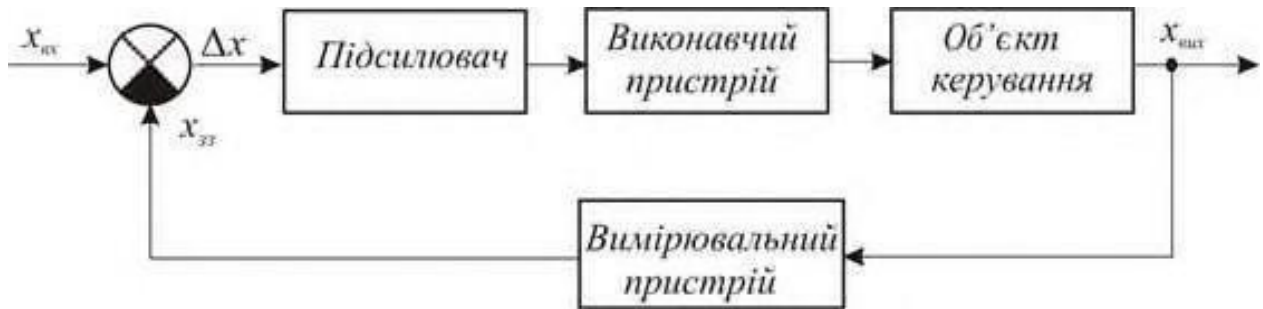 xвх
Δx
Підсилювач
Виконавчий
пристрій
Об’єкт
керування
xвих
xзз
Вимірювальний
пристрій